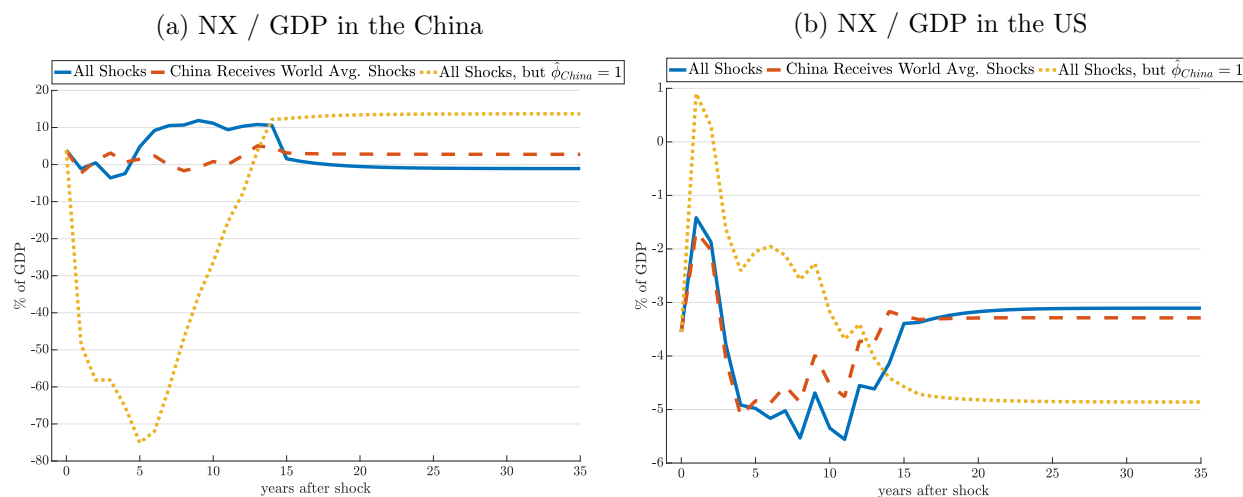 (a) NX / GDP in the China
All Shocks China Receives World Avg. Shocks All Shocks, but $\hat{\phi}_{China} = 1$
% of GDP
20
10
0
-10
-20
-30
-40
-50
-60
-70
-80
0 5 10 15 20 25 30 35
years after shock
(b) NX / GDP in the US
All Shocks China Receives World Avg. Shocks All Shocks, but $\hat{\phi}_{China} = 1$
% of GDP
1
0
-1
-2
-3
-4
-5
-6
0 5 10 15 20 25 30 35
years after shock